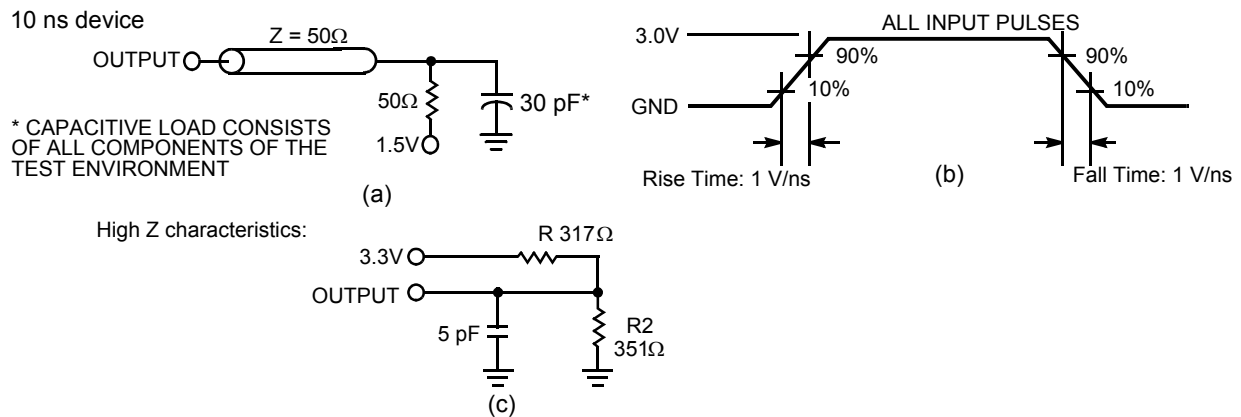 10 ns device
Z = 50Ω
OUTPUT
50Ω
30 pF*
1.5V
* CAPACITIVE LOAD CONSISTS
OF ALL COMPONENTS OF THE
TEST ENVIRONMENT
(a)
ALL INPUT PULSES
3.0V
90%
90%
10%
10%
GND
Rise Time: 1 V/ns
Fall Time: 1 V/ns
(b)
High Z characteristics:
R 317Ω
3.3V
OUTPUT
5 pF
R2
351Ω
(c)